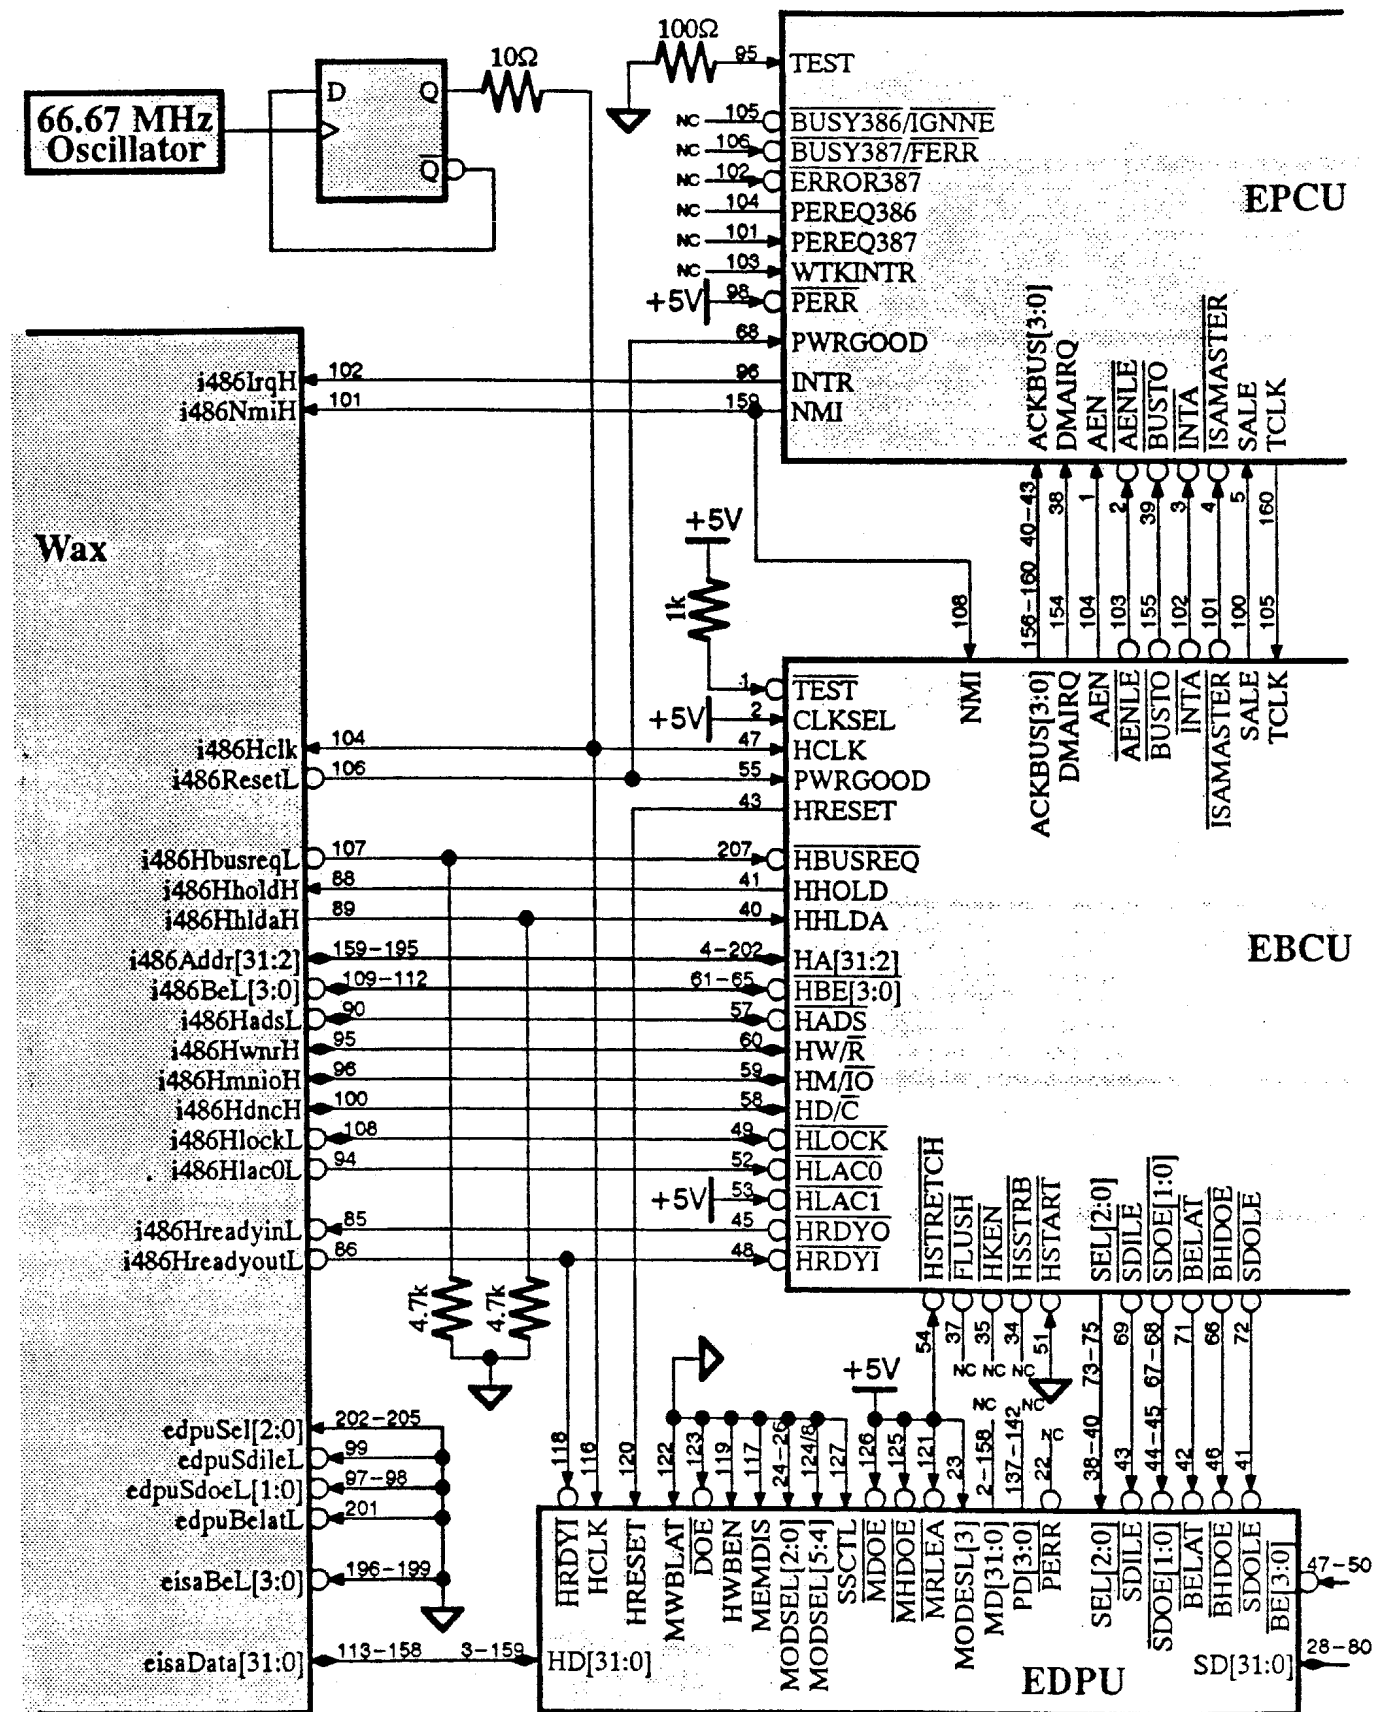 100Ω
10Ω
95 TEST
D Q
66.67 MHz
Oscillator
Q
NC 105 BUSY386/IGNNE
NC 106 BUSY387/FERR
NC 102 ERROR387
NC 104 PEREQ386
NC 101 PEREQ387
NC 103 WTKINTR
+5V 98 PERR
68 PWRGOOD
i486IrqH 102 96 INTR
i486NmiH 101 159 NMI
EPCU
ACKBUS[3:0]
DMAIRQ
AEN
AENLE
BUSTO
INTA
ISAMASTER
SALE
TCLK
40-43 38 1 2 39 3 4 5 160
156-160 154 104 103 155 102 101 100 105
108
Wax
+5V
1k
1 TEST
+5V 2 CLKSEL
i486Hclk 104 47 HCLK
i486ResetL 106 55 PWRGOOD
43 HRESET
NMI
ACKBUS[3:0]
DMAIRQ
AEN
AENLE
BUSTO
INTA
ISAMASTER
SALE
TCLK
i486HbusreqL 107 207 HBUSREQ
i486HholdH 88 41 HHOLD
i486HhldaH 89 40 HHLDA
i486Addr[31:2] 159-195 4-202 HA[31:2]
i486BeL[3:0] 109-112 61-65 HBE[3:0]
i486HadsL 90 57 HADS
i486HwnrH 95 60 HW/R
i486HmnioH 96 59 HM/IO
i486HdncH 100 58 HD/C
i486HlockL 108 49 HLOCK
i486Hlac0L 94 52 HLAC0
+5V 53 HLAC1
i486HreadyinL 85 45 HRDYO
i486HreadyoutL 86 48 HRDYI
EBCU
HSTRETCH
FLUSH
HKEN
HSSTRB
HSTART
SEL[2:0]
SDILE
SDOE[1:0]
BELAT
BHDOE
SDOLE
4.7k 4.7k
54 37 35 34 51 73-75 69 67-68 71 66 72
NC NC NC
+5V
NC NC NC
edpuSel[2:0] 202-205
edpuSdileL 99
edpuSdoeL[1:0] 97-98
edpuBelatL 201
eisaBeL[3:0] 196-199
eisaData[31:0] 113-158 3-159 HD[31:0]
118 116 120 122 123 119 117 24-26 124/8 127 126 125 121 23 2-158 137-142 22 38-40 43 44-45 42 46 41
HRDYI
HCLK
HRESET
MWBLAT
DOE
HWBEN
MEMDIS
MODSEL[2:0]
MODSEL[5:4]
SSCTL
MDOE
MHDOE
MRLEA
MODESL[3]
MD[31:0]
PD[3:0]
PERR
SEL[2:0]
SDILE
SDOE[1:0]
BELAT
BHDOE
SDOLE
BE[3:0] 47-50
SD[31:0] 28-80
EDPU